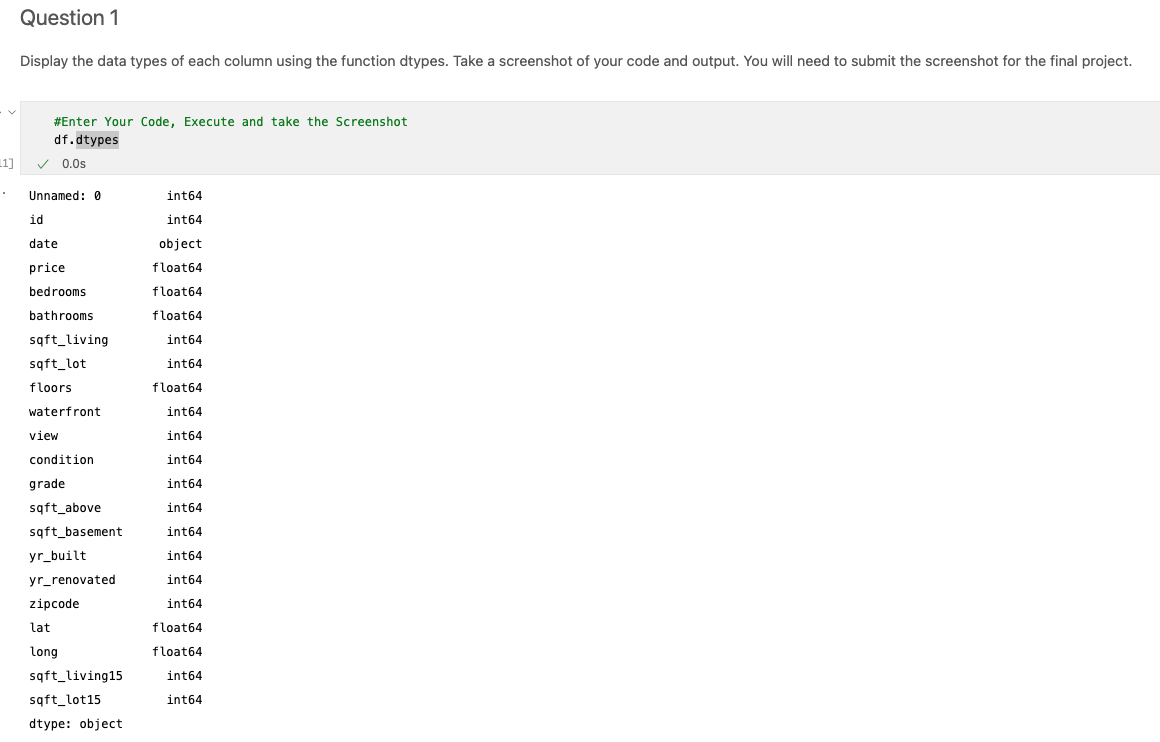 Question 1
Display the data types of each column using the function dtypes. Take a screenshot of your code and output. You will need to submit the screenshot for the final project.
#Enter Your Code, Execute and take the Screenshot
df.dtypes
11] ✓ 0.0s
Unnamed: 0 int64
id int64
date object
price float64
bedrooms float64
bathrooms float64
sqft_living int64
sqft_lot int64
floors float64
waterfront int64
view int64
condition int64
grade int64
sqft_above int64
sqft_basement int64
yr_built int64
yr_renovated int64
zipcode int64
lat float64
long float64
sqft_living15 int64
sqft_lot15 int64
dtype: object